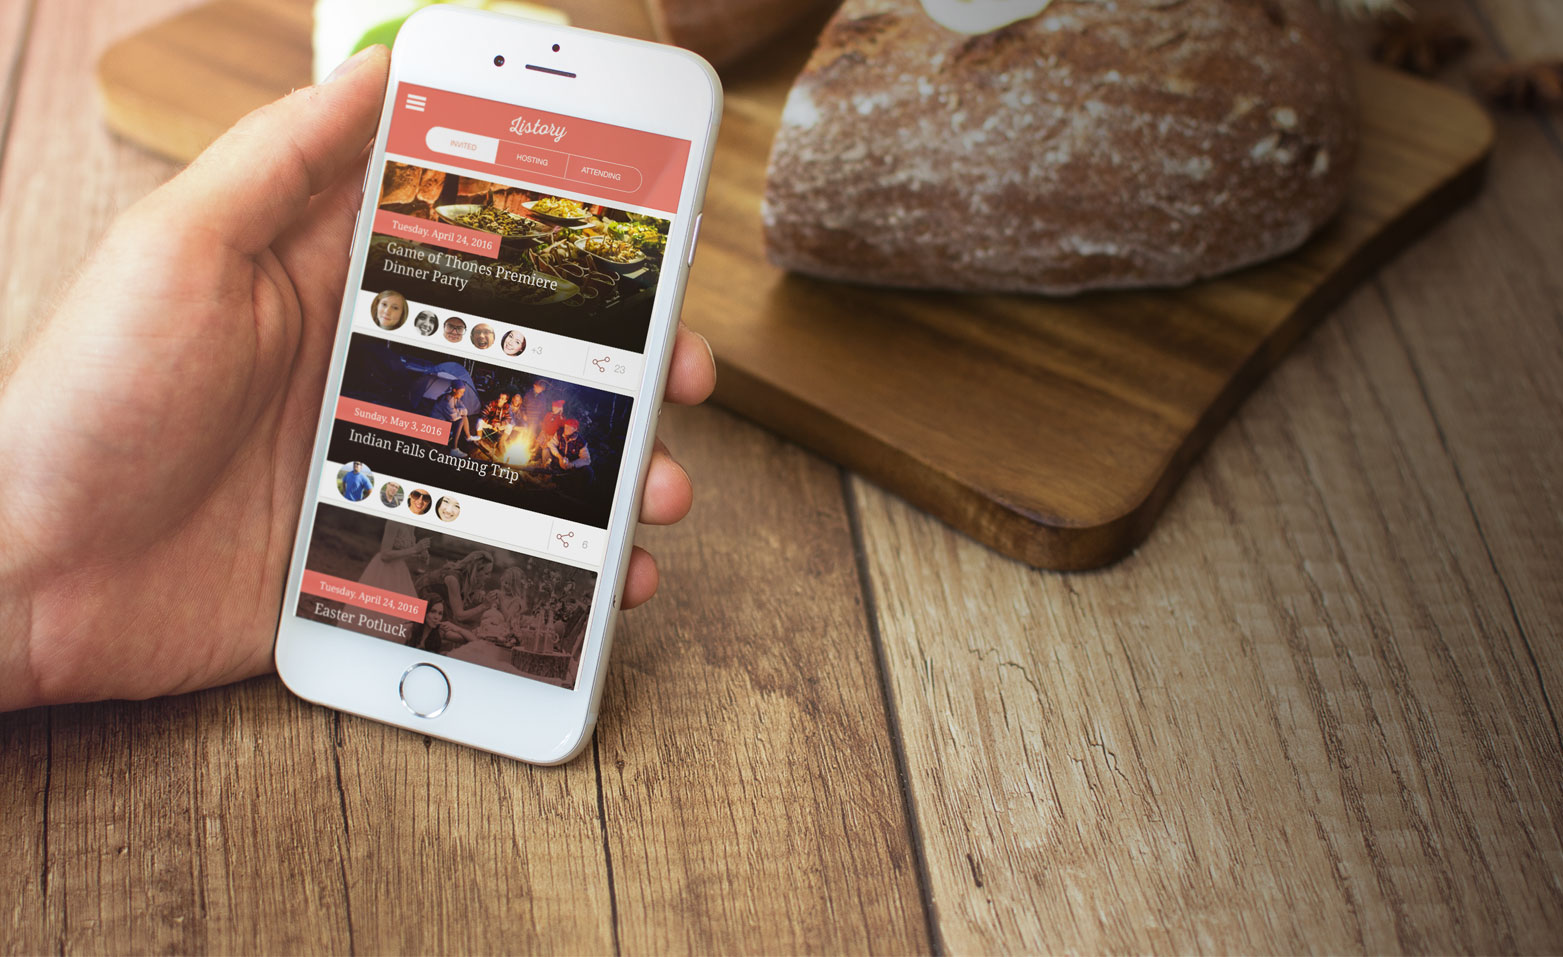 Listory
INVITED
HOSTING
ATTENDING
Tuesday. April 24, 2016
Game of Thones Premiere
Dinner Party
+3
23
Sunday. May 3, 2016
Indian Falls Camping Trip
6
Tuesday. April 24, 2016
Easter Potluck